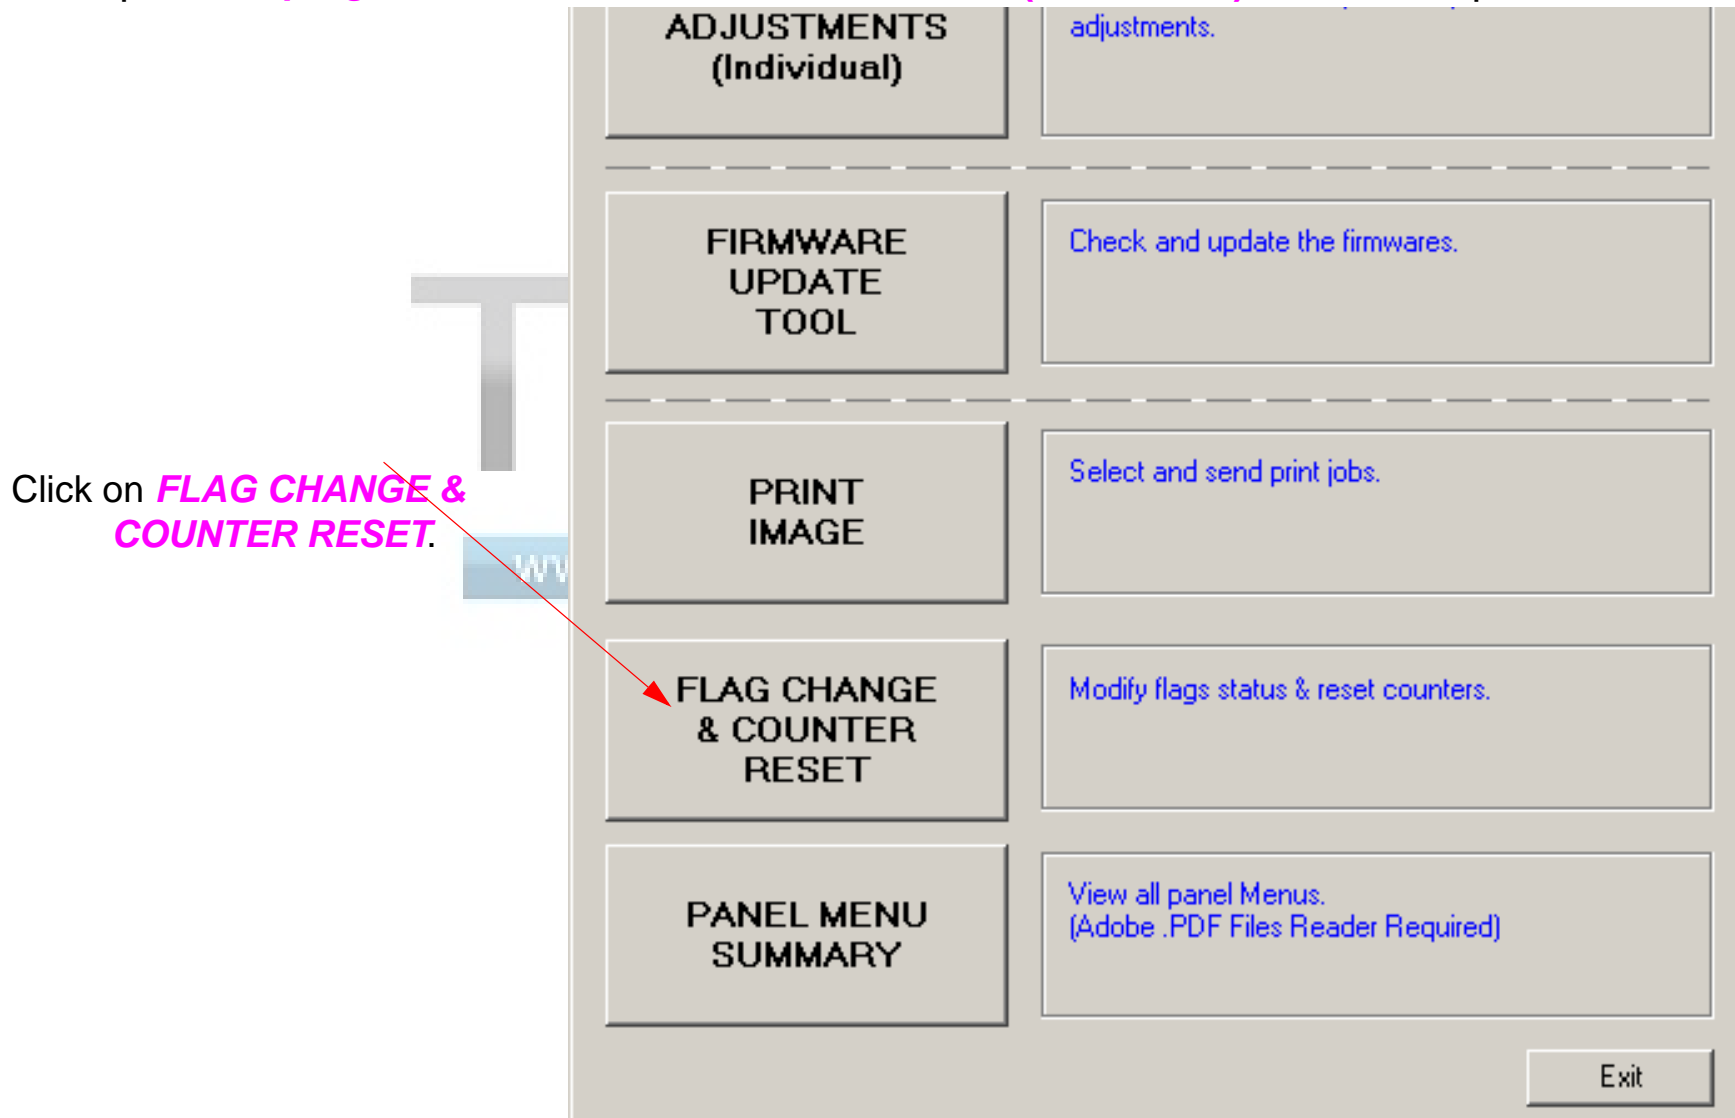 ADJUSTMENTS
(Individual)
adjustments.
FIRMWARE
UPDATE
TOOL
Check and update the firmwares.
PRINT
IMAGE
Select and send print jobs.
Click on FLAG CHANGE &
COUNTER RESET.
FLAG CHANGE
& COUNTER
RESET
Modify flags status & reset counters.
PANEL MENU
SUMMARY
View all panel Menus.
(Adobe .PDF Files Reader Required)
Exit